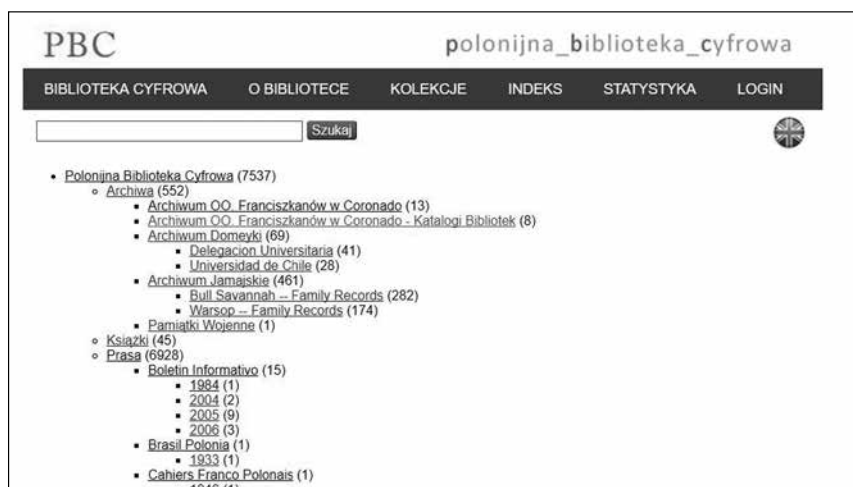 PBC
polonijna_biblioteka_cyfrowa
BIBLIOTEKA CYFROWA O BIBLIOTECE KOLEKCJE INDEKS STATYSTYKA LOGIN
Szukaj
Polonijna Biblioteka Cyfrowa (7537)
Archiwa (552)
Archiwum OO. Franciszkanów w Coronado (13)
Archiwum OO. Franciszkanów w Coronado - Katalogi Bibliotek (8)
Archiwum Domeyki (69)
Delegacion Universitaria (41)
Universidad de Chile (28)
Archiwum Jamajskie (461)
Bull Savannah -- Family Records (282)
Warsop -- Family Records (174)
Pamiątki Wojenne (1)
Książki (45)
Prasa (6928)
Boletin Informativo (15)
1984 (1)
2004 (2)
2005 (9)
2006 (3)
Brasil Polonia (1)
1933 (1)
Cahiers Franco Polonais (1)